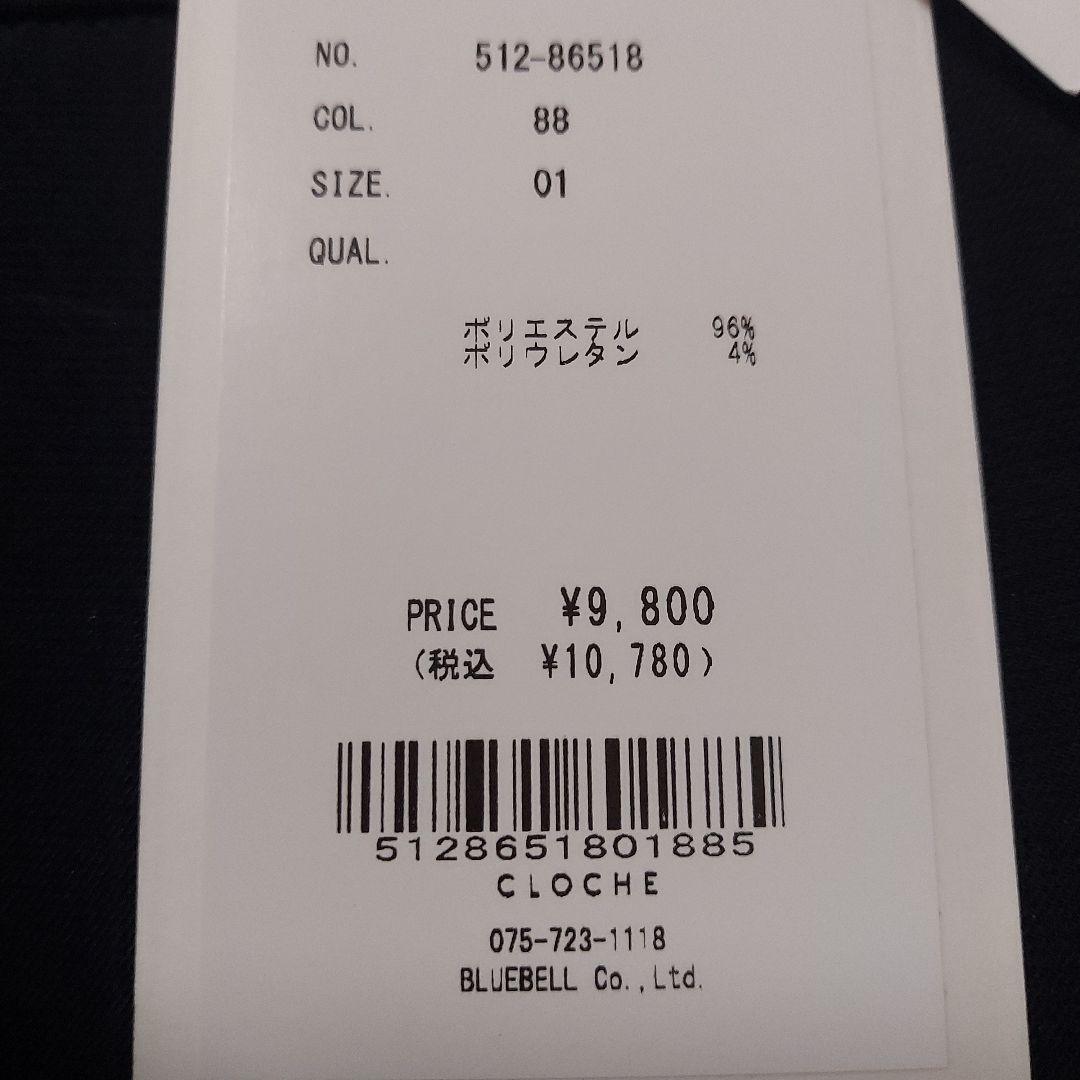 NO. 512-86518
COL. 88
SIZE. 01
QUAL.
ポリエステル 96%
ポリウレタン 4%
PRICE ¥9,800
(税込 ¥10,780)
5128651801885
CLOCHE
075-723-1118
BLUEBELL Co.,Ltd.